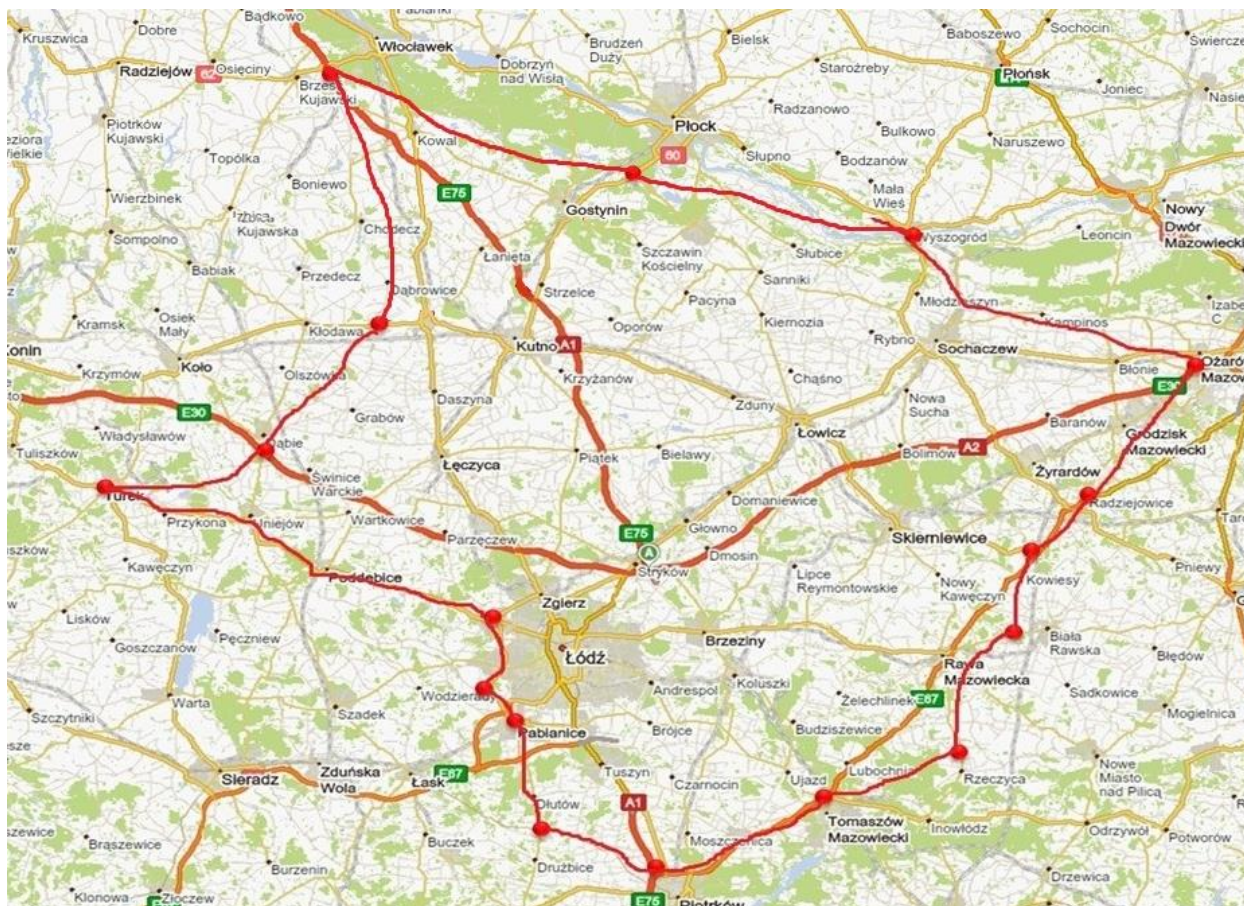 Bądkowo
Dobre
Kruszwica
Radziejów
62
Osięciny
Włocławek
Brześć
Kujawski
Brudzeń
Duży
Dobrzyń
nad Wisłą
Bielsk
Staroźreby
Baboszewo
Sochocin
Płońsk
Joniec
Radzanowo
Piotrków
Kujawski
Topólka
Kowal
Płock
60
Słupno
Bulkowo
Bodzanów
Naruszewo
Wierzbinek
Boniewo
E75
Gostynin
Mała
Wieś
Wyszogród
Leoncin
Nowy
Dwór
Mazowiecki
Kujawska
Chodecz
Sompolno
Babiak
Przedecz
Łanięta
Szczawin
Kościelny
Słubice
Sanniki
Dąbrowice
Strzelce
Pacyna
Młodzieszyn
Kramsk
Osiek
Mały
Kłodawa
Oporów
Kiernozia
Kampinos
Kutno
A1
Rybno
Sochaczew
Koło
Krzymów
Olszówka
Krzyżanów
Chąśno
Błonie
E30
Grabów
Daszyna
Zduny
Nowa
Sucha
Baranów
E30
Władysławów
Dąbie
Łowicz
Grodzisk
Mazowiecki
Tuliszków
Łęczyca
Piątek
Bielawy
Bolimów
A2
Świnice
Warckie
Żyrardów
Turek
Domaniewice
Radziejowice
Przykona
Uniejów
Wartkowice
Parzęczew
E75
Głowno
Skierniewice
A
Dmosin
Stryków
Kawęczyn
Poddębice
Lipce
Reymontowskie
Nowy
Kawęczyn
Kowiesy
Pniewy
Zgierz
Lisków
Pęczniew
Goszczanów
Brzeziny
Biała
Rawska
Błędów
Łódź
Rawa
Mazowiecka
Wodzierady
Andrespol
Koluszki
Żelechlinek
E67
Sadkowice
Mogielnica
Warta
Szadek
Szczytniki
Pabianice
Brójce
Budziszewice
Sieradz
Zduńska
Wola
Łask
E67
Tuszyn
Czarnocin
Ujazd
Lubochnia
Rzeczyca
Nowe
Miasto
nad Pilicą
Dłutów
A1
Tomaszów
Mazowiecki
Inowłódz
Odrzywół
Potworów
Brąszewice
Buczek
Moszczenica
Drużbice
Burzenin
Klonowa
Złoczew
E75
Piotrków
Drzewica